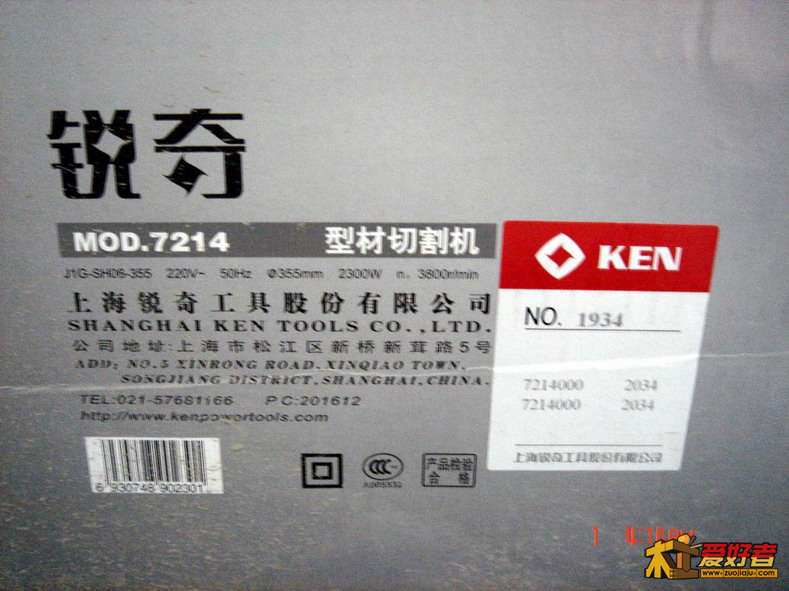 锐奇
MOD.7214 型材切割机
J1G-SH06-355 220V~ 50Hz Ø355mm 2300W n₀ 3800r/min
上海锐奇工具股份有限公司
SHANGHAI KEN TOOLS CO.,LTD.
公司地址:上海市松江区新桥新茸路5号
ADD: NO.5 XINRONG ROAD. XINQIAO TOWN.
SONGJIANG DISTRICT, SHANGHAI, CHINA.
TEL:021-57681166 P C:201612
http://www.kenpowertools.com
6 930748 902301
CCC
产品检验
合格
KEN
NO. 1934
7214000 2034
7214000 2034
上海锐奇工具股份有限公司
木工爱好者
www.zuojiaju.com